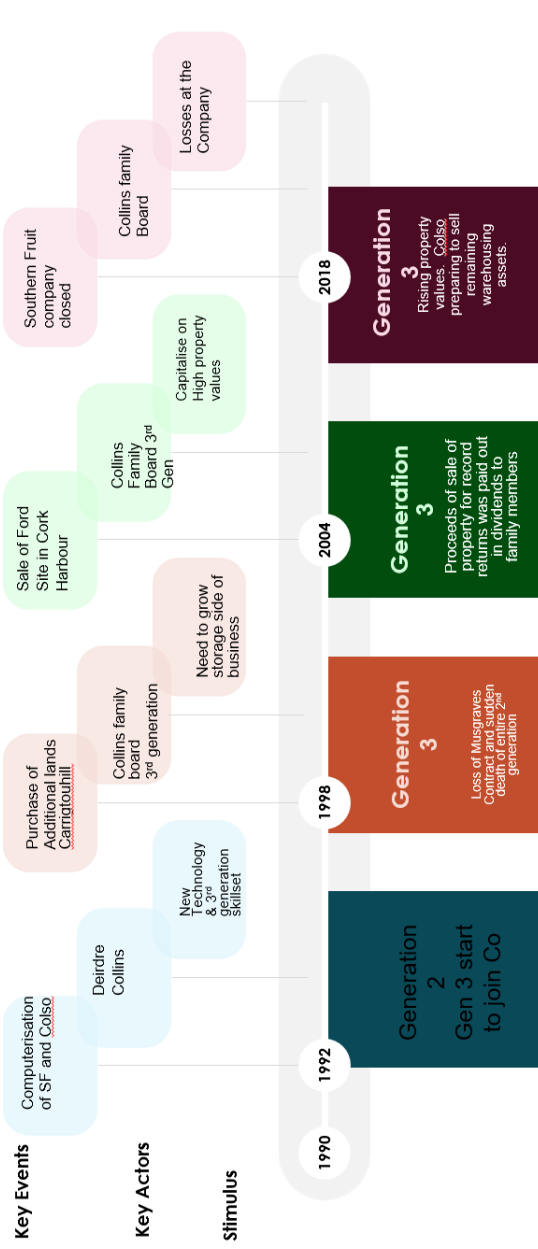 Key Events
Computerisation
of SF and Colso
Purchase of
Additional lands
Carrigtouhill
Sale of Ford
Site in Cork
Harbour
Southern Fruit
company
closed
Key Actors
Deirdre
Collins
Collins family
board
3rd generation
Collins
Family
Board 3rd
Gen
Collins family
Board
Stimulus
New
Technology
& 3rd
generation
skillset
Need to grow
storage side of
business
Capitalise on
High property
values
Losses at the
Company
1990
1992
1998
2004
2018
Generation
2
Gen 3 start
to join Co
Generation
3
Loss of Musgraves
Contract and sudden
death of entire 2nd
generation
Generation
3
Proceeds of sale of
property for record
returns was paid out
in dividends to
family members
Generation
3
Rising property
values. Colso
preparing to sell
remaining
warehousing
assets.